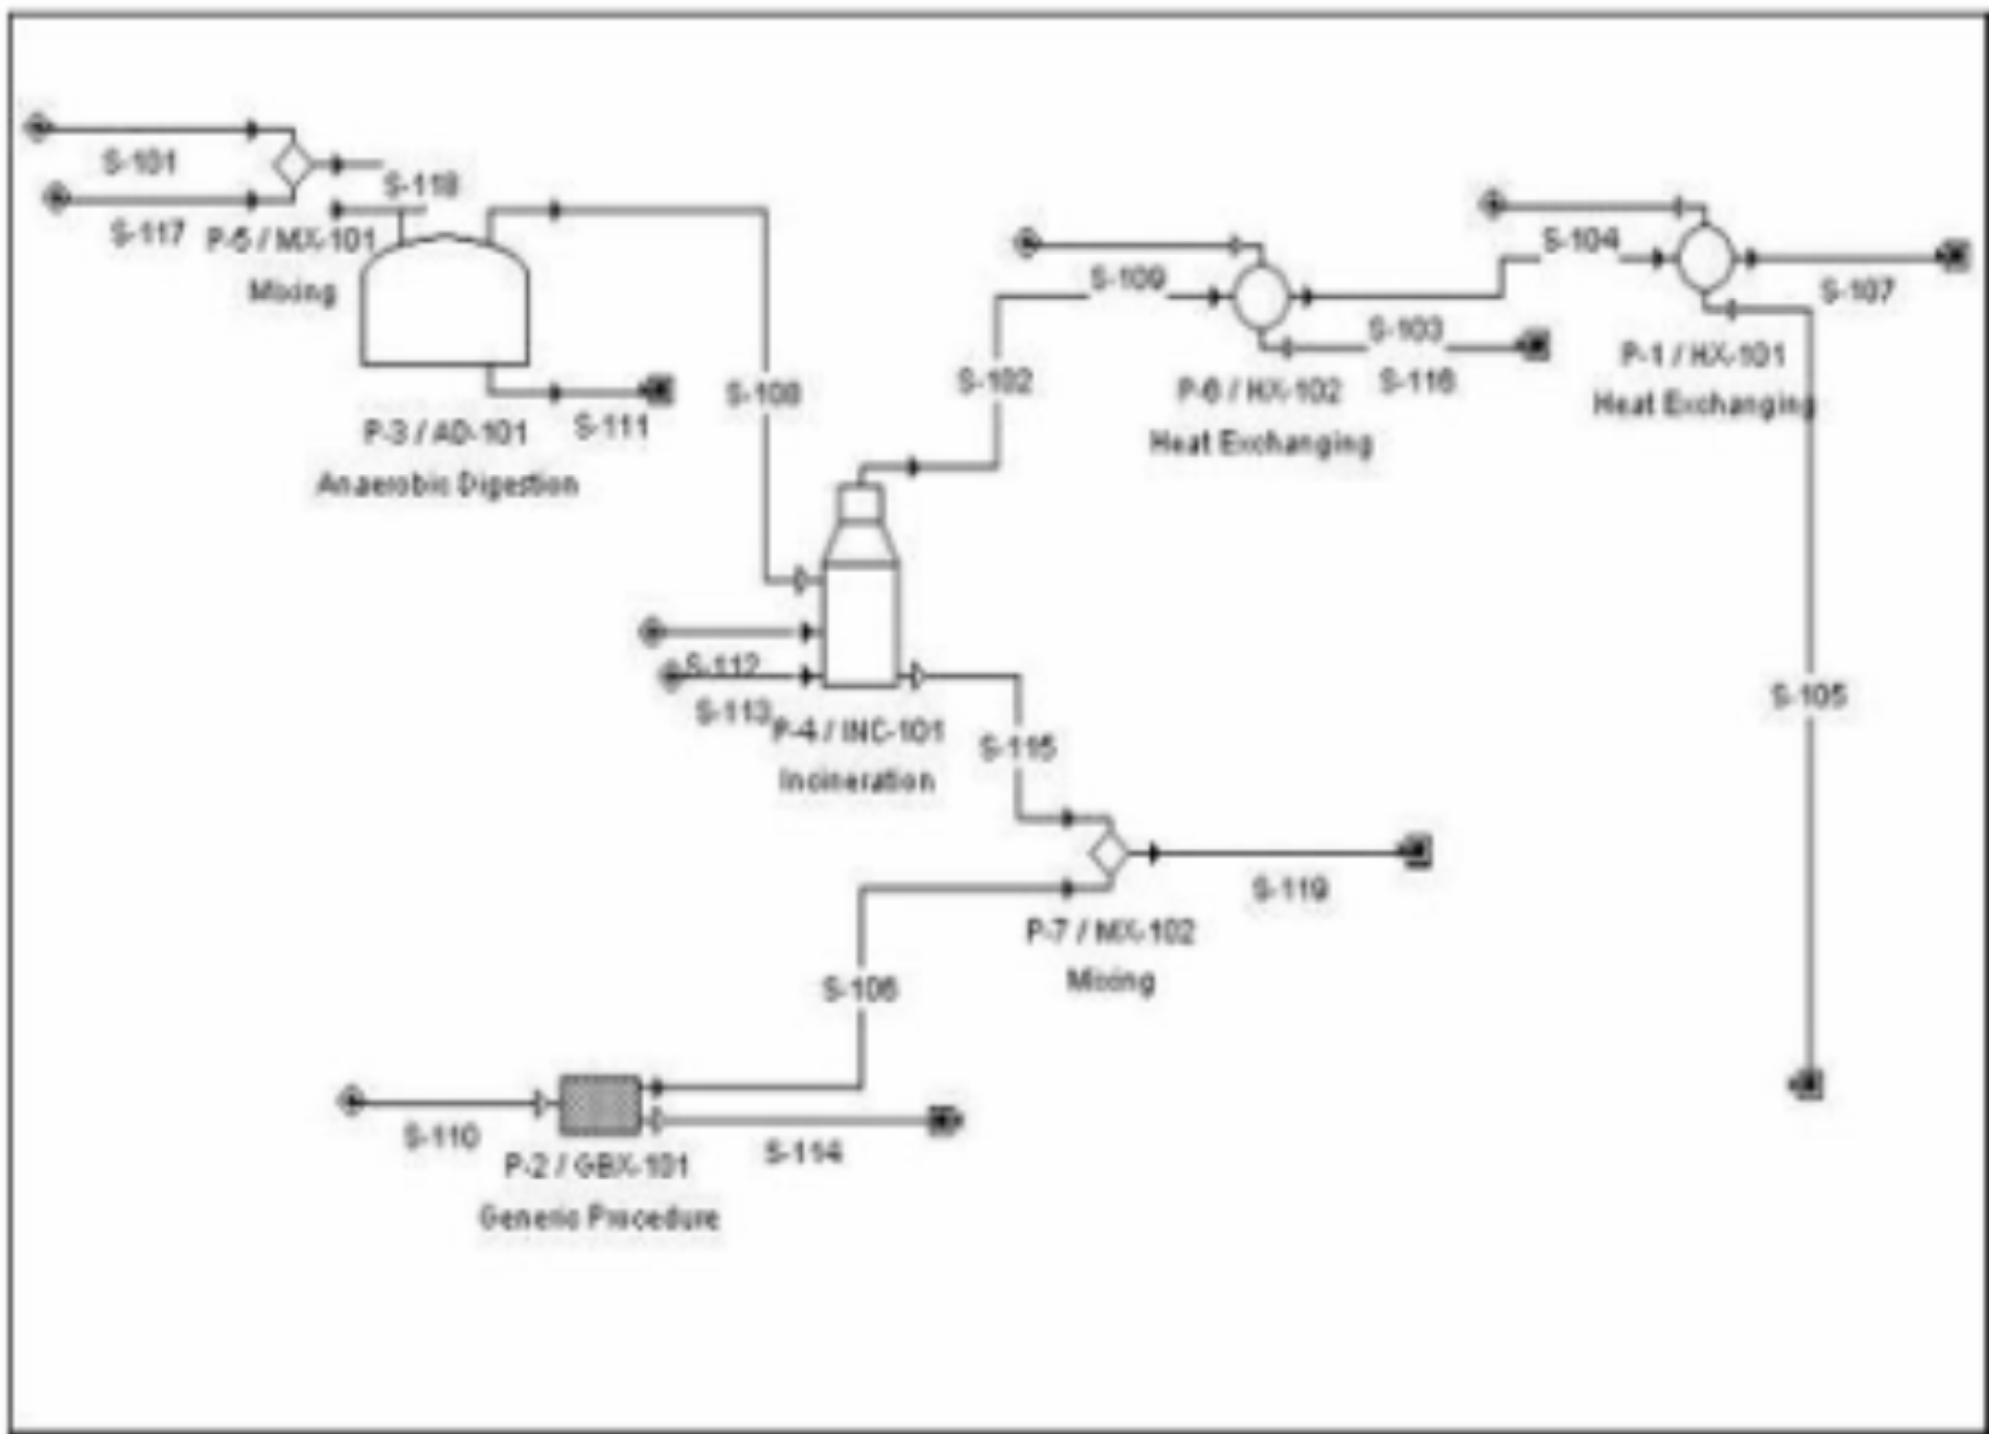 S-101
S-118
S-117
P-5 / MX-101
Mixing
S-104
S-109
S-107
S-103
S-116
P-1 / HX-101
Heat Exchanging
S-102
P-6 / HX-102
Heat Exchanging
S-108
P-3 / AD-101
S-111
Anaerobic Digestion
S-112
S-113
P-4 / INC-101
Incineration
S-115
S-105
S-119
P-7 / MX-102
Mixing
S-106
S-110
S-114
P-2 / GBX-101
Generic Procedure